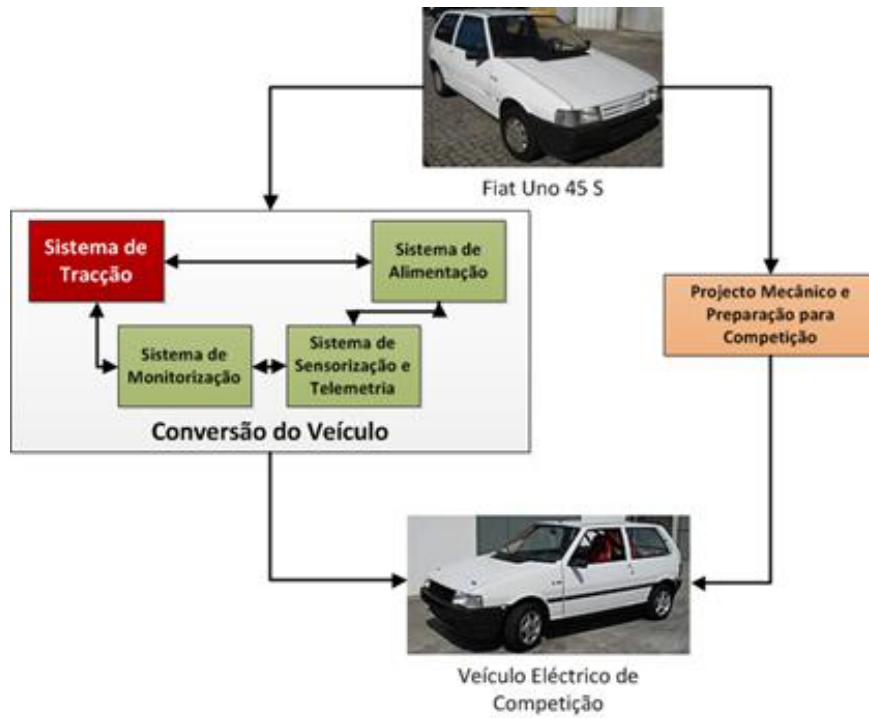 Fiat Uno 45 S
Sistema de
Tracção
Sistema de
Alimentação
Sistema de
Monitorização
Sistema de
Sensorização e
Telemetria
Conversão do Veículo
Projecto Mecânico e
Preparação para
Competição
Veículo Eléctrico de
Competição